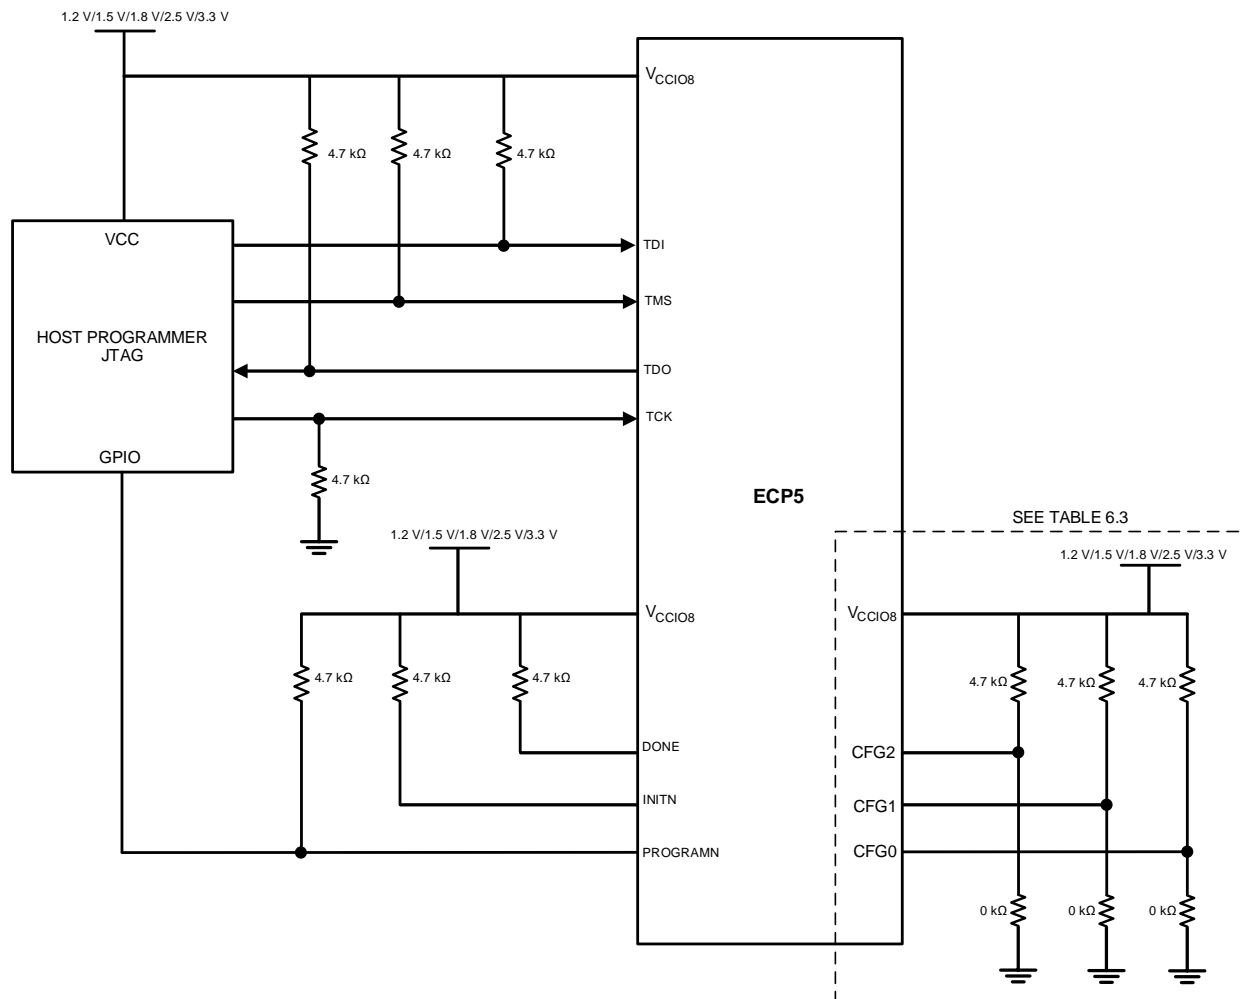 1.2 V/1.5 V/1.8 V/2.5 V/3.3 V
VCCIO8
4.7 kΩ
4.7 kΩ
4.7 kΩ
VCC
TDI
TMS
HOST PROGRAMMER
JTAG
TDO
TCK
GPIO
4.7 kΩ
ECP5
SEE TABLE 6.3
1.2 V/1.5 V/1.8 V/2.5 V/3.3 V
1.2 V/1.5 V/1.8 V/2.5 V/3.3 V
VCCIO8
VCCIO8
4.7 kΩ
4.7 kΩ
4.7 kΩ
4.7 kΩ
4.7 kΩ
4.7 kΩ
DONE
CFG2
INITN
CFG1
PROGRAMN
CFG0
0 kΩ
0 kΩ
0 kΩ